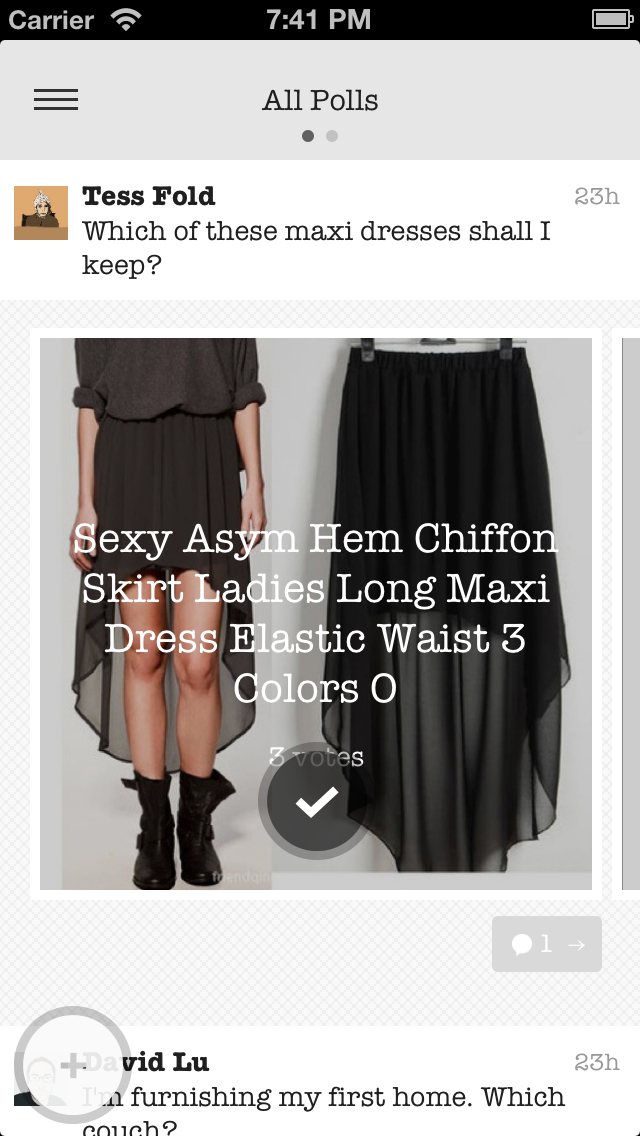 Carrier 7:41 PM
All Polls
Tess Fold 23h
Which of these maxi dresses shall I
keep?
Sexy Asym Hem Chiffon
Skirt Ladies Long Maxi
Dress Elastic Waist 3
Colors O
3 votes
1 →
David Lu 23h
I'm furnishing my first home. Which
couch?